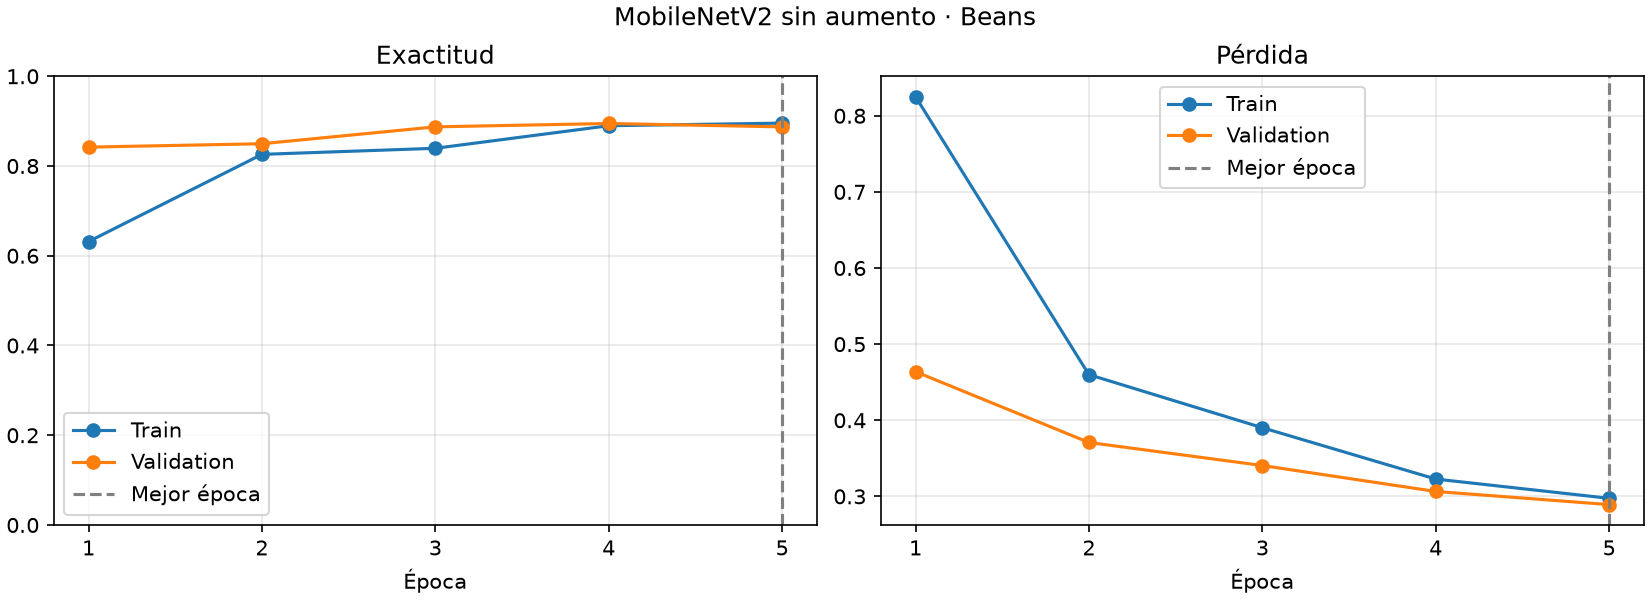 MobileNetV2 sin aumento · Beans
Exactitud
1.0
0.8
0.6
0.4
0.2
0.0
Train
Validation
Mejor época
1 2 3 4 5
Época
Pérdida
0.8
0.7
0.6
0.5
0.4
0.3
Train
Validation
Mejor época
1 2 3 4 5
Época